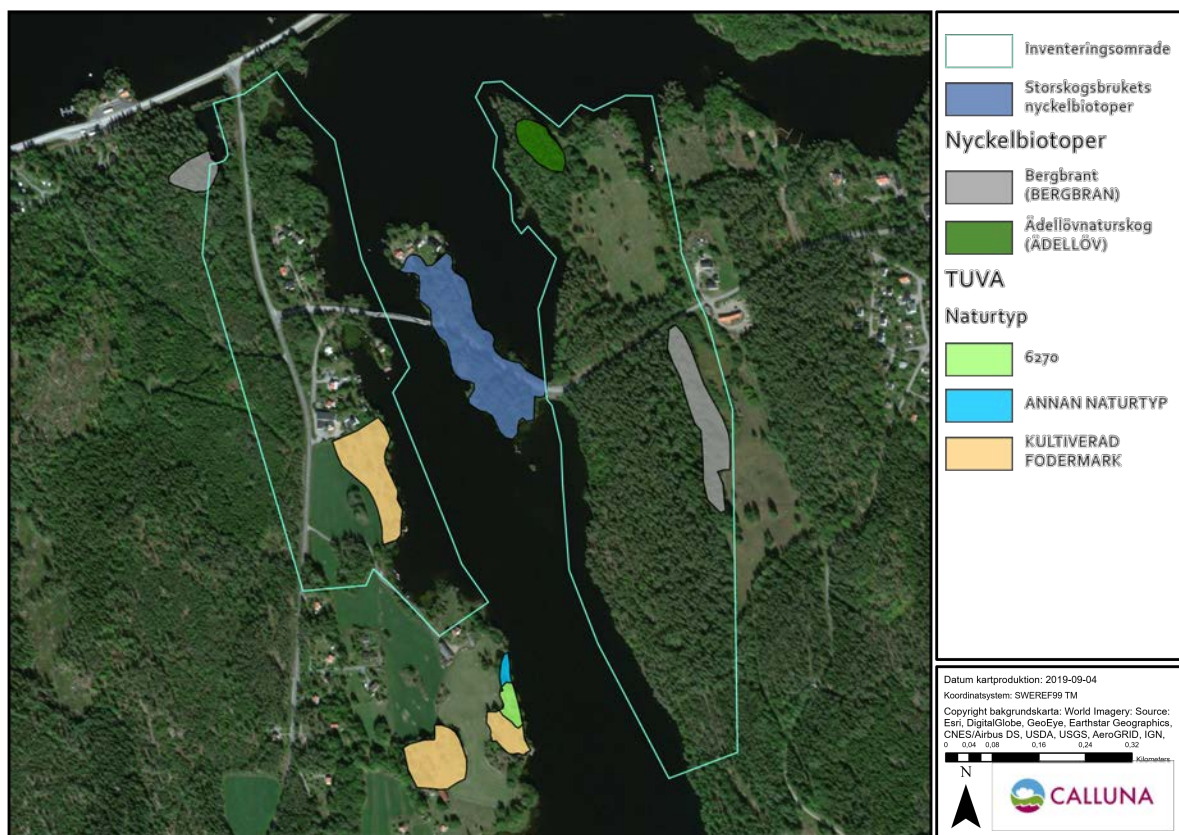 Inventeringsområde
Storskogsbrukets
nyckelbiotoper
Nyckelbiotoper
Bergbrant
(BERGBRAN)
Ädellövnaturskog
(ÄDELLÖV)
TUVA
Naturtyp
6270
ANNAN NATURTYP
KULTIVERAD
FODERMARK
Datum kartproduktion: 2019-09-04
Koordinatsystem: SWEREF99 TM
Copyright bakgrundskarta: World Imagery: Source:
Esri, DigitalGlobe, GeoEye, Earthstar Geographics,
CNES/Airbus DS, USDA, USGS, AeroGRID, IGN,
0 0,04 0,08 0,16 0,24 0,32
Kilometers
N
CALLUNA